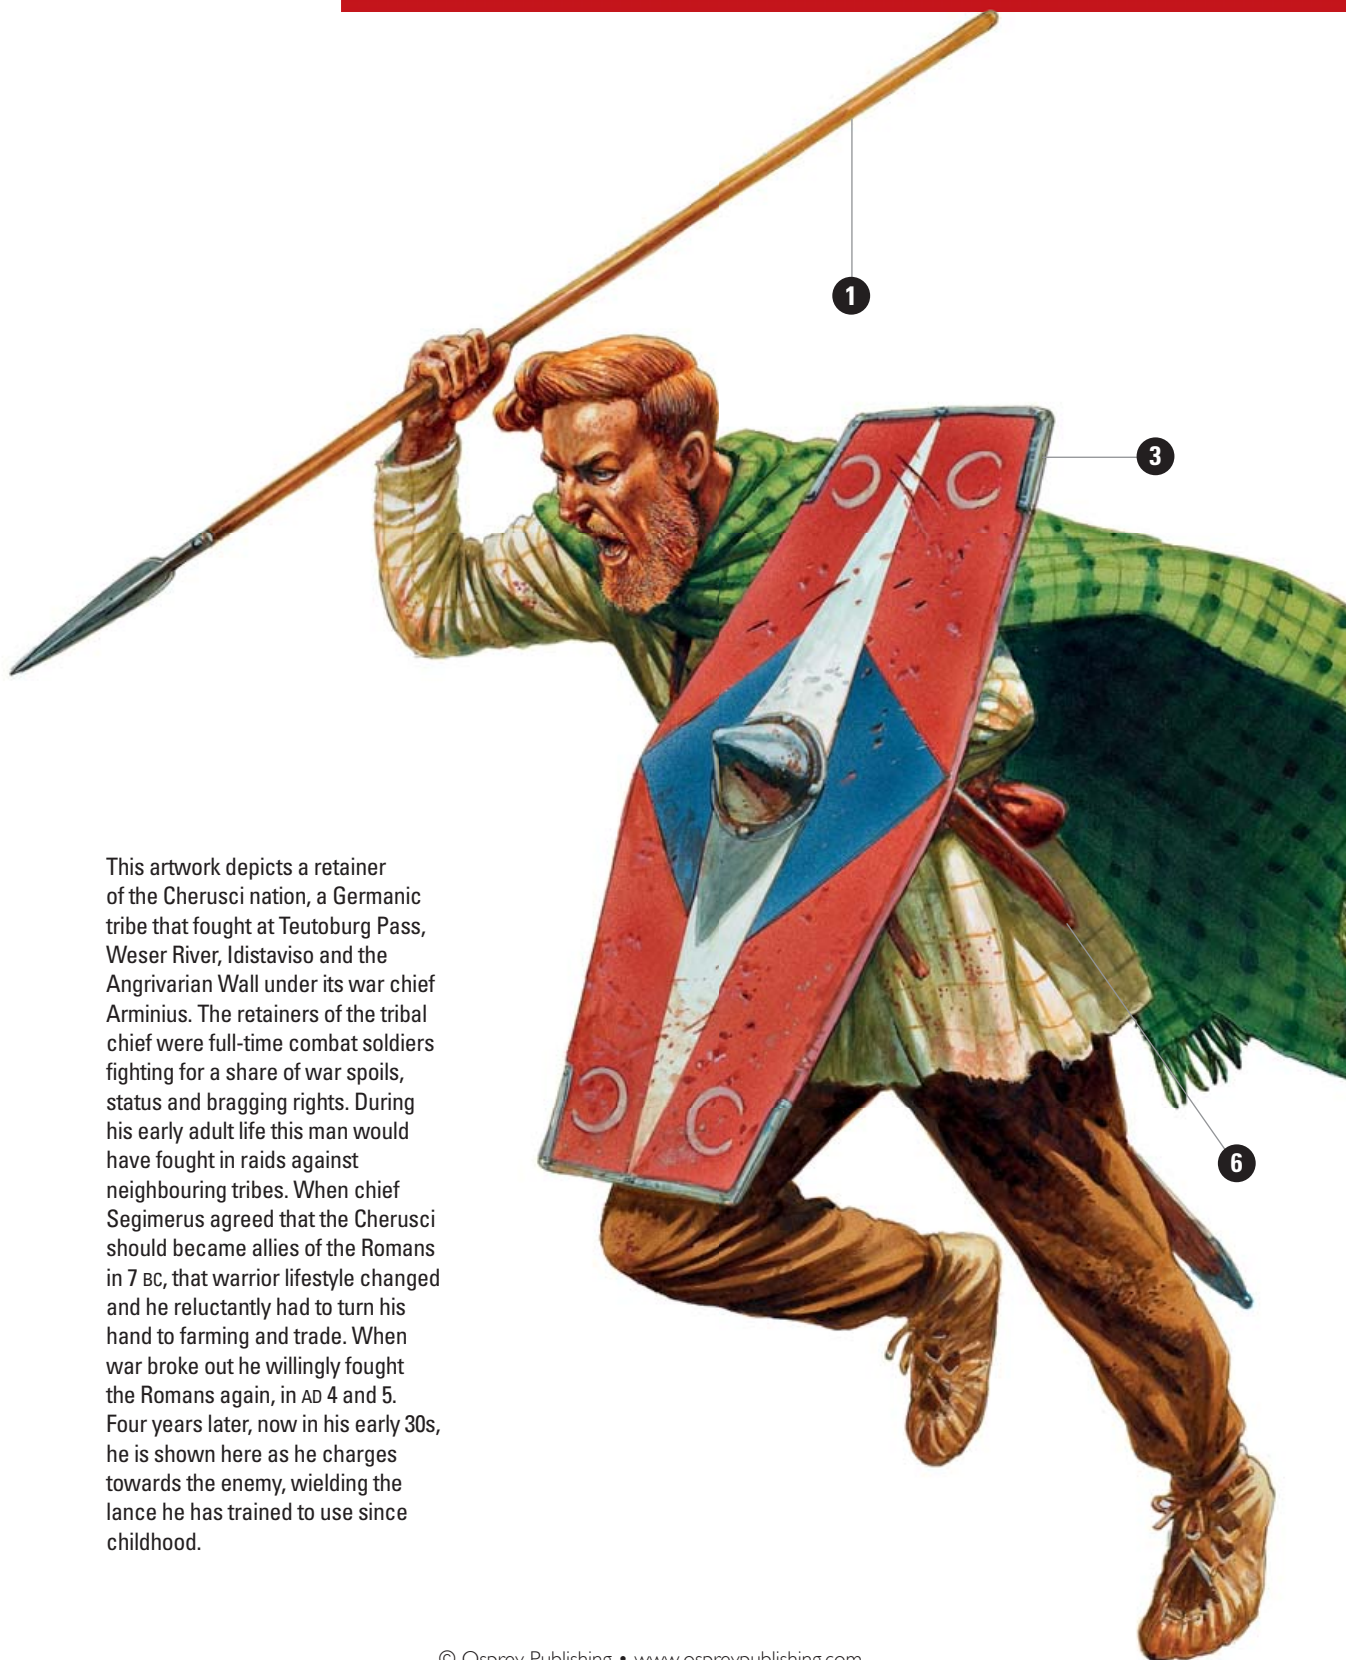 1
3
This artwork depicts a retainer
of the Cherusci nation, a Germanic
tribe that fought at Teutoburg Pass,
Weser River, Idistaviso and the
Angrivarian Wall under its war chief
Arminius. The retainers of the tribal
chief were full-time combat soldiers
fighting for a share of war spoils,
status and bragging rights. During
his early adult life this man would
have fought in raids against
neighbouring tribes. When chief
Segimerus agreed that the Cherusci
should became allies of the Romans
in 7 BC, that warrior lifestyle changed
and he reluctantly had to turn his
hand to farming and trade. When
war broke out he willingly fought
the Romans again, in AD 4 and 5.
Four years later, now in his early 30s,
he is shown here as he charges
towards the enemy, wielding the
lance he has trained to use since
childhood.
6
© Osprey Publishing • www.ospreypublishing.com